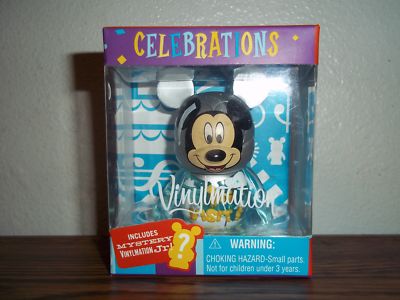 CELEBRATIONS
Vinylmation
INCLUDES
MYSTERY
VINYLMATION Jr.!
?
WARNING:
CHOKING HAZARD-Small parts.
Not for children under 3 years.